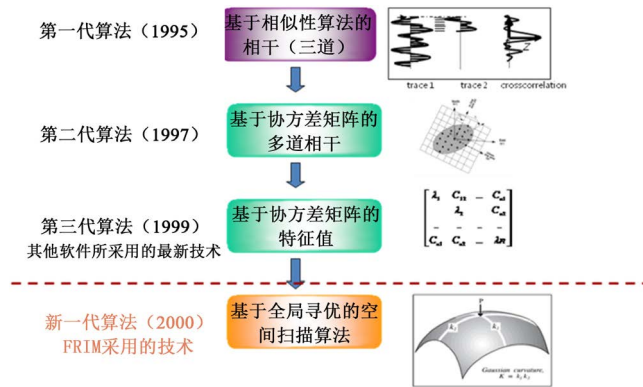 第一代算法（1995）
基于相似性算法的
相干（三道）
trace 1 trace 2 crosscorrelation
第二代算法（1997）
基于协方差矩阵的
多道相干
第三代算法（1999）
其他软件所采用的最新技术
基于协方差矩阵的
特征值
新一代算法（2000）
FRIM采用的技术
基于全局寻优的空
间扫描算法
P
Gaussian curvature,